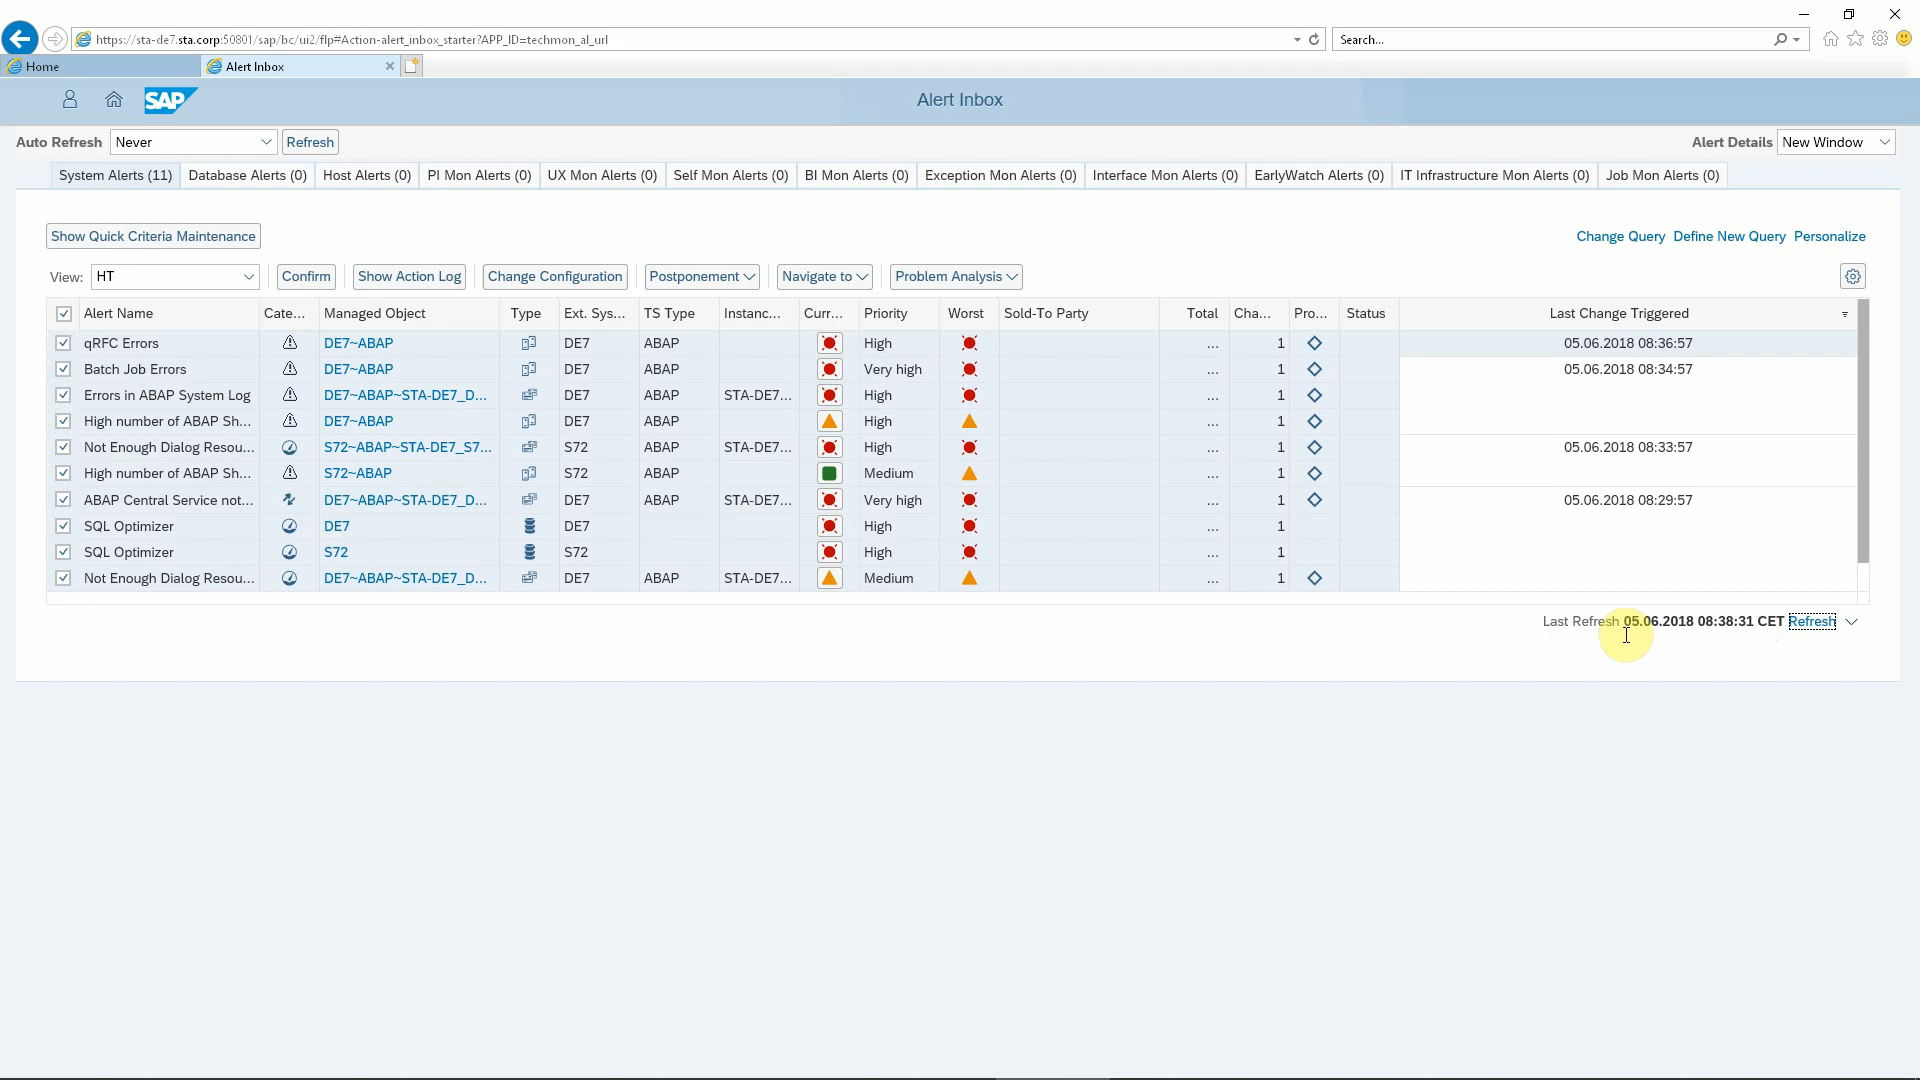 https://sta-de7.sta.corp:50801/sap/bc/ui2/flp#Action-alert_inbox_starter?APP_ID=techmon_al_url Search...
Home Alert Inbox
SAP Alert Inbox
Auto Refresh Never Refresh Alert Details New Window
System Alerts (11) Database Alerts (0) Host Alerts (0) PI Mon Alerts (0) UX Mon Alerts (0) Self Mon Alerts (0) BI Mon Alerts (0) Exception Mon Alerts (0) Interface Mon Alerts (0) EarlyWatch Alerts (0) IT Infrastructure Mon Alerts (0) Job Mon Alerts (0)
Show Quick Criteria Maintenance Change Query Define New Query Personalize
View: HT Confirm Show Action Log Change Configuration Postponement Navigate to Problem Analysis
Alert Name Cate... Managed Object Type Ext. Sys... TS Type Instanc... Curr... Priority Worst Sold-To Party Total Cha... Pro... Status Last Change Triggered
qRFC Errors DE7~ABAP DE7 ABAP High ... 1 05.06.2018 08:36:57
Batch Job Errors DE7~ABAP DE7 ABAP Very high ... 1 05.06.2018 08:34:57
Errors in ABAP System Log DE7~ABAP~STA-DE7_D... DE7 ABAP STA-DE7... High ... 1
High number of ABAP Sh... DE7~ABAP DE7 ABAP High ... 1
Not Enough Dialog Resou... S72~ABAP~STA-DE7_S7... S72 ABAP STA-DE7... High ... 1 05.06.2018 08:33:57
High number of ABAP Sh... S72~ABAP S72 ABAP Medium ... 1
ABAP Central Service not... DE7~ABAP~STA-DE7_D... DE7 ABAP STA-DE7... Very high ... 1 05.06.2018 08:29:57
SQL Optimizer DE7 DE7 High ... 1
SQL Optimizer S72 S72 High ... 1
Not Enough Dialog Resou... DE7~ABAP~STA-DE7_D... DE7 ABAP STA-DE7... Medium ... 1
Last Refresh 05.06.2018 08:38:31 CET Refresh